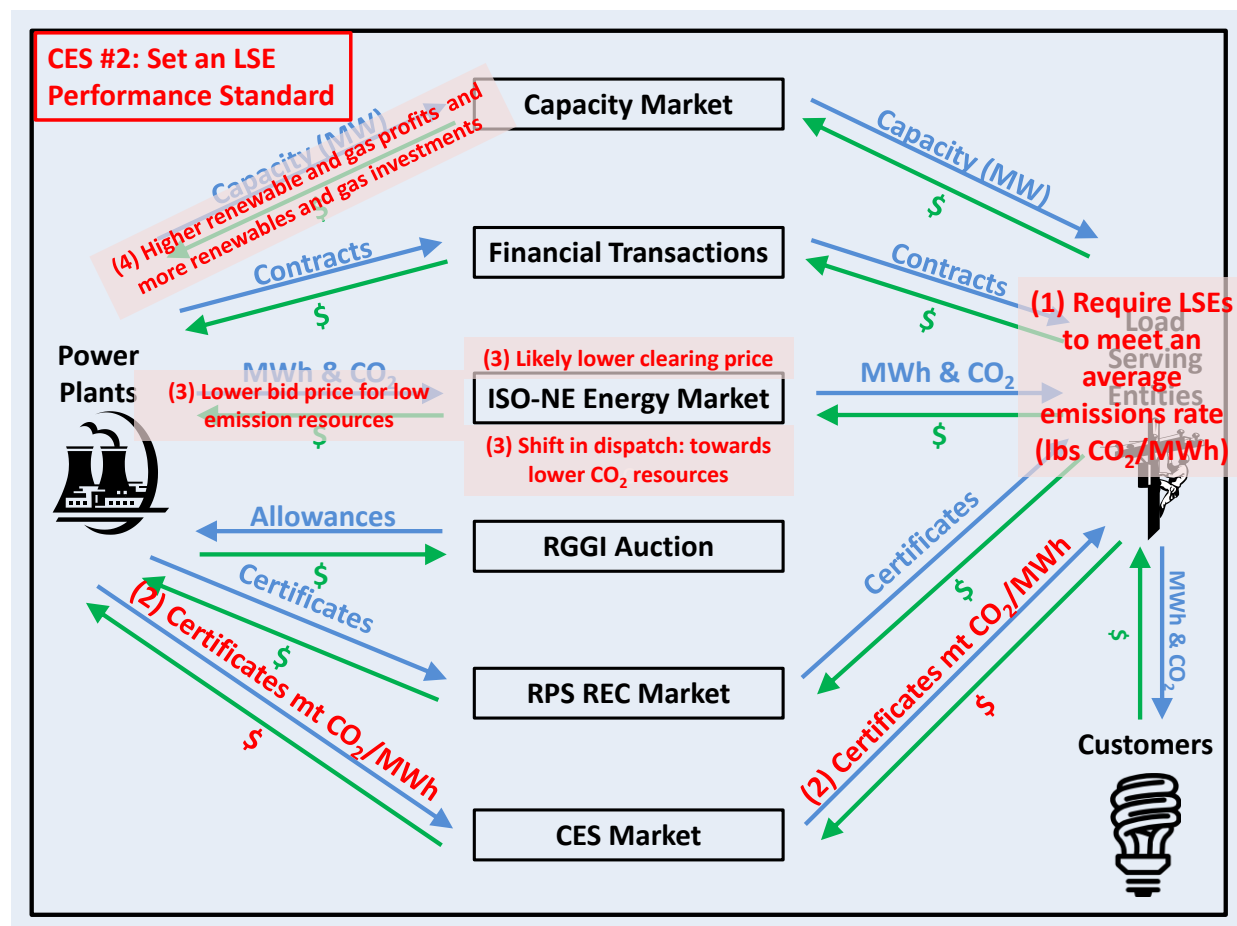 CES #2: Set an LSE
Performance Standard
Capacity Market
Capacity (MW)
$
(4) Higher renewable and gas profits and
more renewables and gas investments
Capacity (MW)
$
Financial Transactions
Contracts
$
Contracts
$
(1) Require LSEs
to meet an
average
emissions rate
(lbs CO₂/MWh)
Load
Serving
Entities
Power
Plants
MWh & CO₂
$
(3) Lower bid price for low
emission resources
(3) Likely lower clearing price
ISO-NE Energy Market
(3) Shift in dispatch: towards
lower CO₂ resources
MWh & CO₂
$
Allowances
$
RGGI Auction
Certificates
$
RPS REC Market
Certificates
$
(2) Certificates mt CO₂/MWh
$
CES Market
(2) Certificates mt CO₂/MWh
$
MWh & CO₂
$
Customers